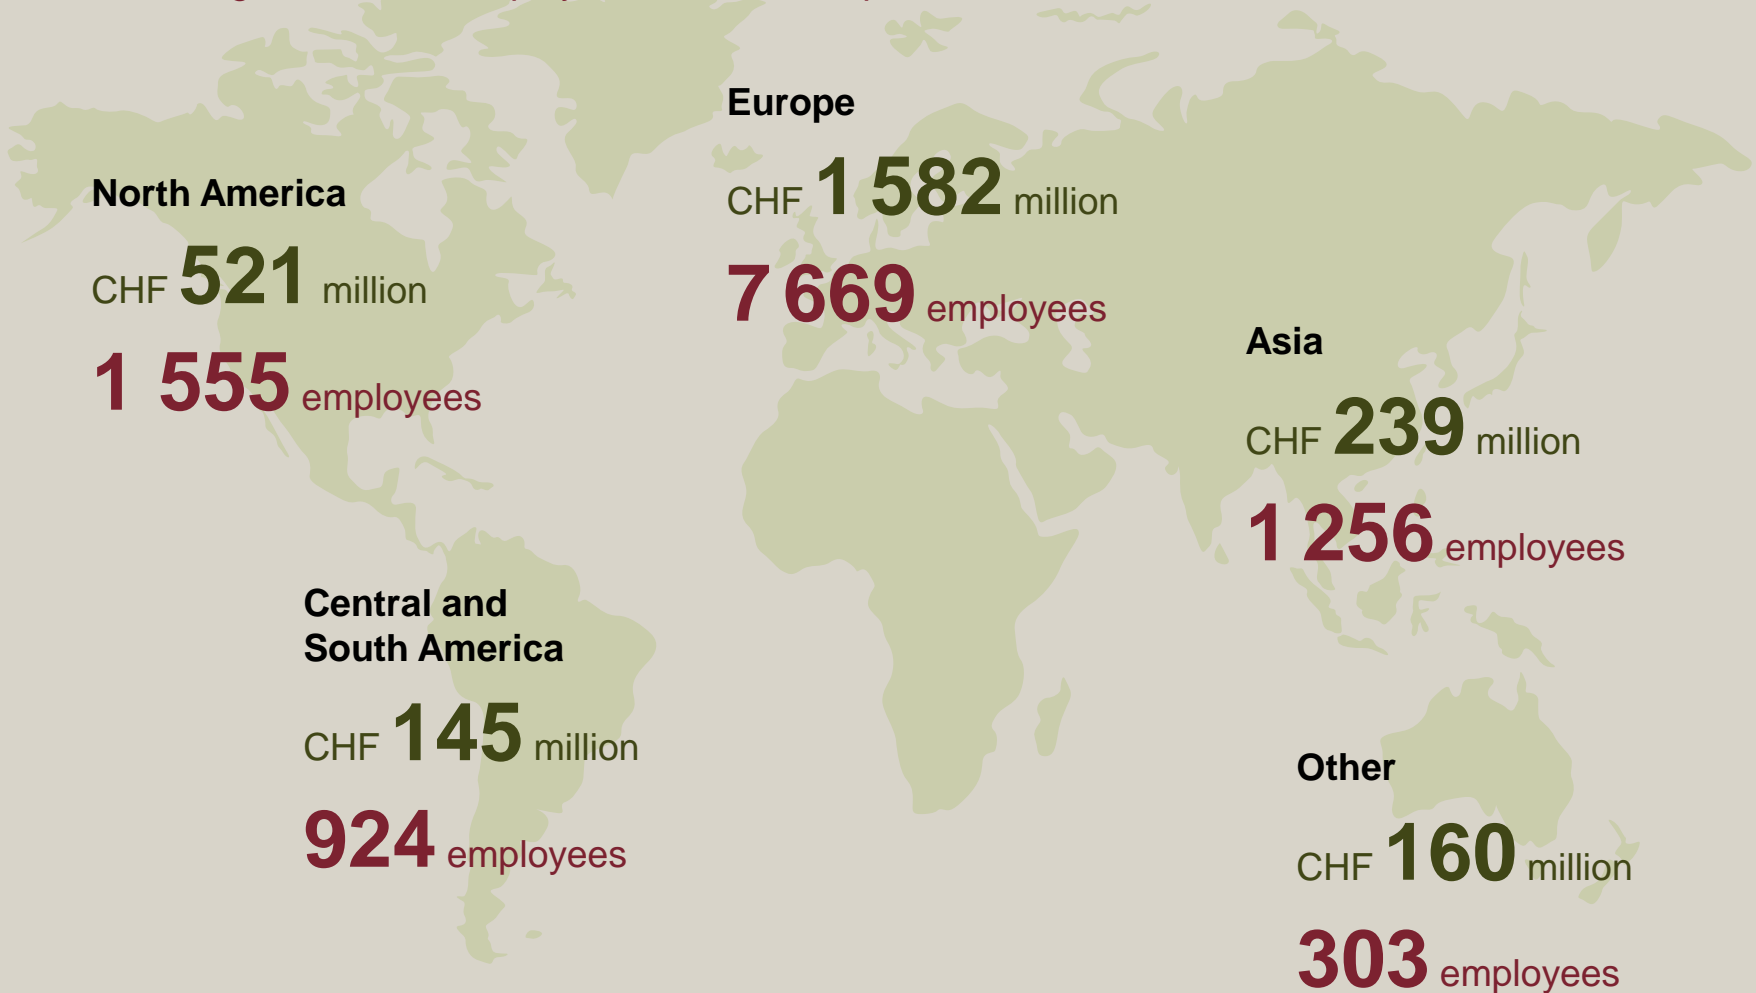 Europe
CHF 1 582 million
7 669 employees
North America
CHF 521 million
1 555 employees
Asia
CHF 239 million
1 256 employees
Central and
South America
CHF 145 million
924 employees
Other
CHF 160 million
303 employees